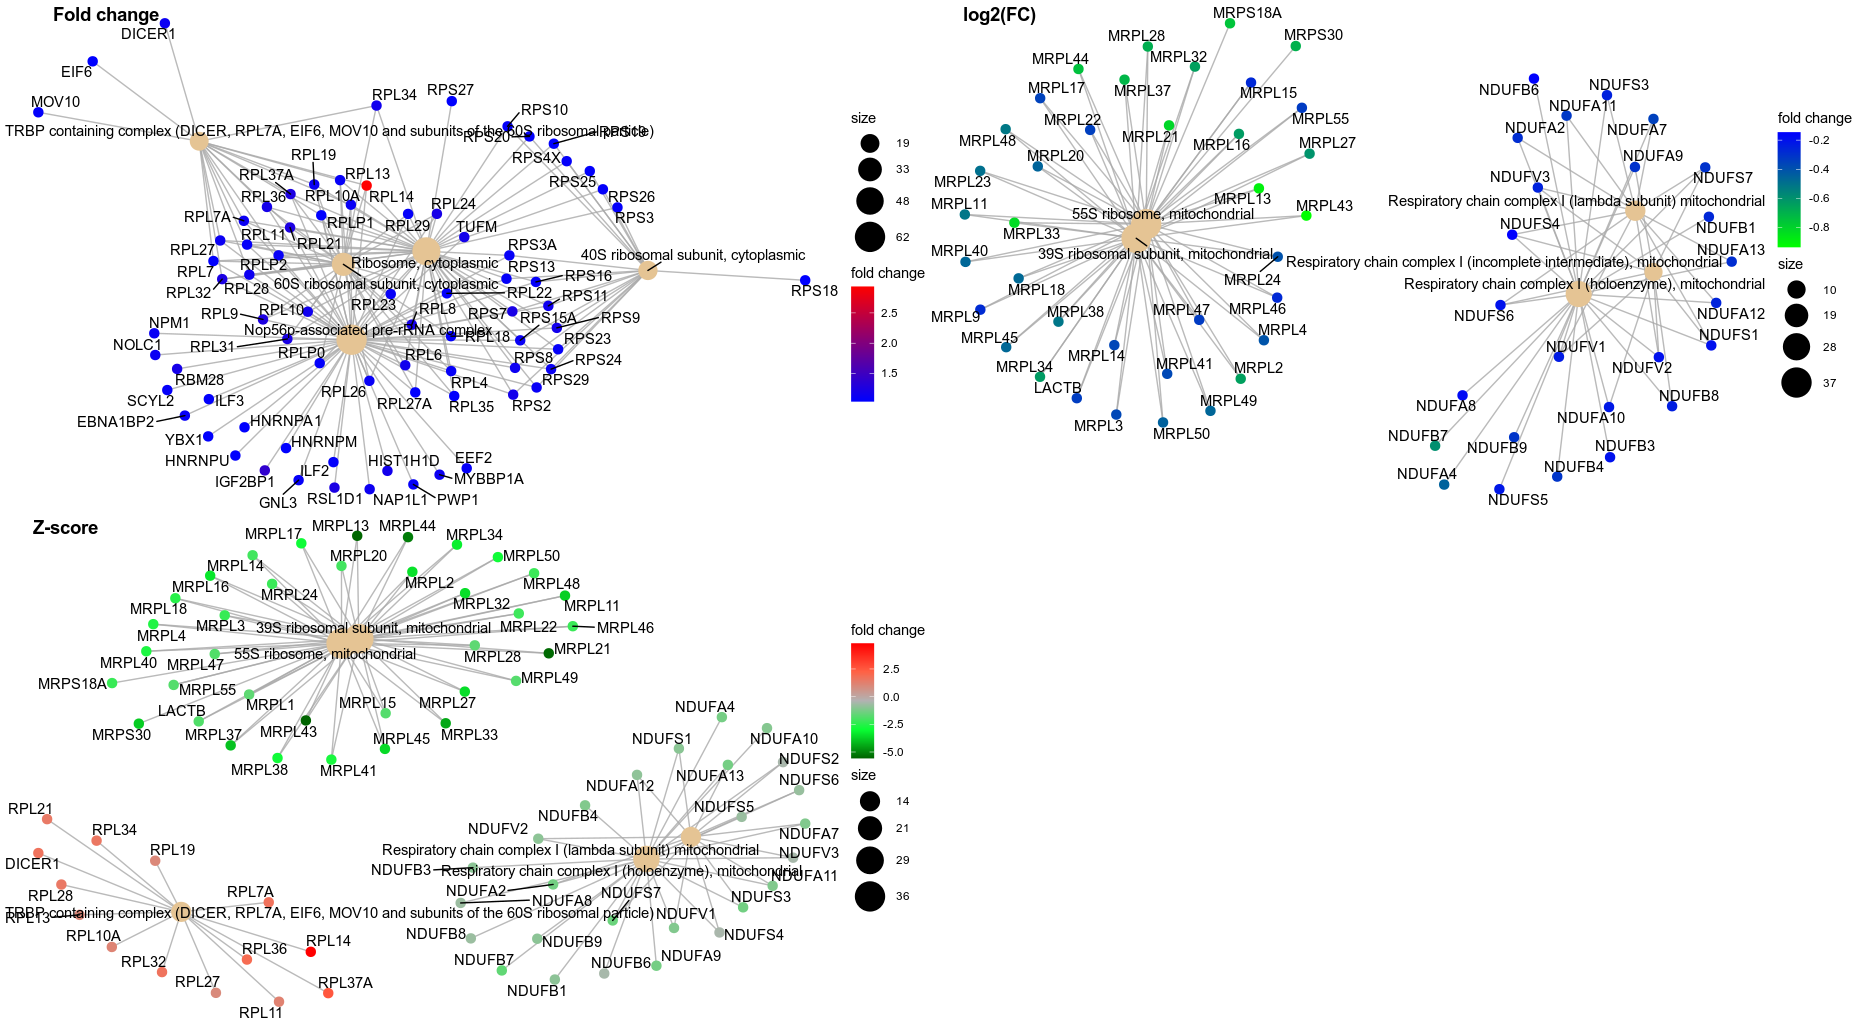 Fold change
DICER1
EIF6
MOV10
RPL34
RPS27
RPS10
TRBP containing complex (DICER, RPL7A, EIF6, MOV10 and subunits of the 60S ribosomal particle)
RPS20
RPS19
RPS4X
RPL19
RPL37A
RPL13
RPS25
RPL36
RPL10A
RPL14
RPS26
RPL7A
RPLP1
RPL24
RPS3
RPL29
TUFM
RPL11
RPL21
RPL27
RPS3A
40S ribosomal subunit, cytoplasmic
RPL7
RPLP2
Ribosome, cytoplasmic
RPS13
RPS16
RPS18
RPL32
RPL28
60S ribosomal subunit, cytoplasmic
RPL22
RPS11
RPL23
RPL9
RPL10
RPL8
RPS7
RPS15A
RPS9
NPM1
Nop56p-associated pre-rRNA complex
NOLC1
RPL31
RPL18
RPS23
RPLP0
RPL6
RPS8
RPS24
RBM28
RPL4
RPS29
SCYL2
ILF3
RPL26
RPL27A
RPL35
RPS2
EBNA1BP2
HNRNPA1
YBX1
HNRNPM
HNRNPU
HIST1H1D
EEF2
IGF2BP1
ILF2
MYBBP1A
GNL3
RSL1D1
NAP1L1
PWP1
size
19
33
48
62
fold change
2.5
2.0
1.5
log2(FC)
MRPS18A
MRPL28
MRPS30
MRPL44
MRPL32
MRPL17
MRPL37
MRPL15
MRPL22
MRPL55
MRPL48
MRPL21
MRPL16
MRPL27
MRPL20
MRPL23
MRPL13
MRPL11
55S ribosome, mitochondrial
MRPL43
MRPL33
MRPL40
39S ribosomal subunit, mitochondrial
MRPL24
MRPL18
MRPL9
MRPL38
MRPL46
MRPL47
MRPL4
MRPL45
MRPL14
MRPL34
MRPL41
MRPL2
LACTB
MRPL49
MRPL3
MRPL50
NDUFB6
NDUFS3
NDUFA11
NDUFA2
NDUFA7
NDUFA9
NDUFV3
NDUFS7
Respiratory chain complex I (lambda subunit) mitochondrial
NDUFS4
NDUFB1
NDUFA13
Respiratory chain complex I (incomplete intermediate), mitochondrial
Respiratory chain complex I (holoenzyme), mitochondrial
NDUFS6
NDUFA12
NDUFS1
NDUFV1
NDUFV2
NDUFA8
NDUFB8
NDUFA10
NDUFB7
NDUFB9
NDUFB3
NDUFA4
NDUFB4
NDUFS5
fold change
-0.2
-0.4
-0.6
-0.8
size
10
19
28
37
Z-score
MRPL13
MRPL44
MRPL17
MRPL34
MRPL20
MRPL50
MRPL14
MRPL2
MRPL48
MRPL16
MRPL24
MRPL32
MRPL11
MRPL18
MRPL3
39S ribosomal subunit, mitochondrial
MRPL22
MRPL46
MRPL4
MRPL40
MRPL47
55S ribosome, mitochondrial
MRPL28
MRPL21
MRPS18A
MRPL55
MRPL49
LACTB
MRPL1
MRPL15
MRPL27
MRPS30
MRPL37
MRPL43
MRPL45
MRPL33
MRPL38
MRPL41
RPL21
RPL34
RPL19
DICER1
RPL28
RPL7A
RPL13
TRBP containing complex (DICER, RPL7A, EIF6, MOV10 and subunits of the 60S ribosomal particle)
RPL10A
RPL36
RPL14
RPL32
RPL27
RPL37A
RPL11
NDUFA4
NDUFS1
NDUFA10
NDUFS2
NDUFA12
NDUFA13
NDUFS6
NDUFB4
NDUFS5
NDUFV2
NDUFA7
Respiratory chain complex I (lambda subunit) mitochondrial
NDUFV3
NDUFB3
Respiratory chain complex I (holoenzyme), mitochondrial
NDUFA11
NDUFA2
NDUFA8
NDUFS7
NDUFS3
NDUFV1
NDUFB8
NDUFB9
NDUFS4
NDUFB7
NDUFB6
NDUFA9
NDUFB1
fold change
2.5
0.0
-2.5
-5.0
size
14
21
29
36